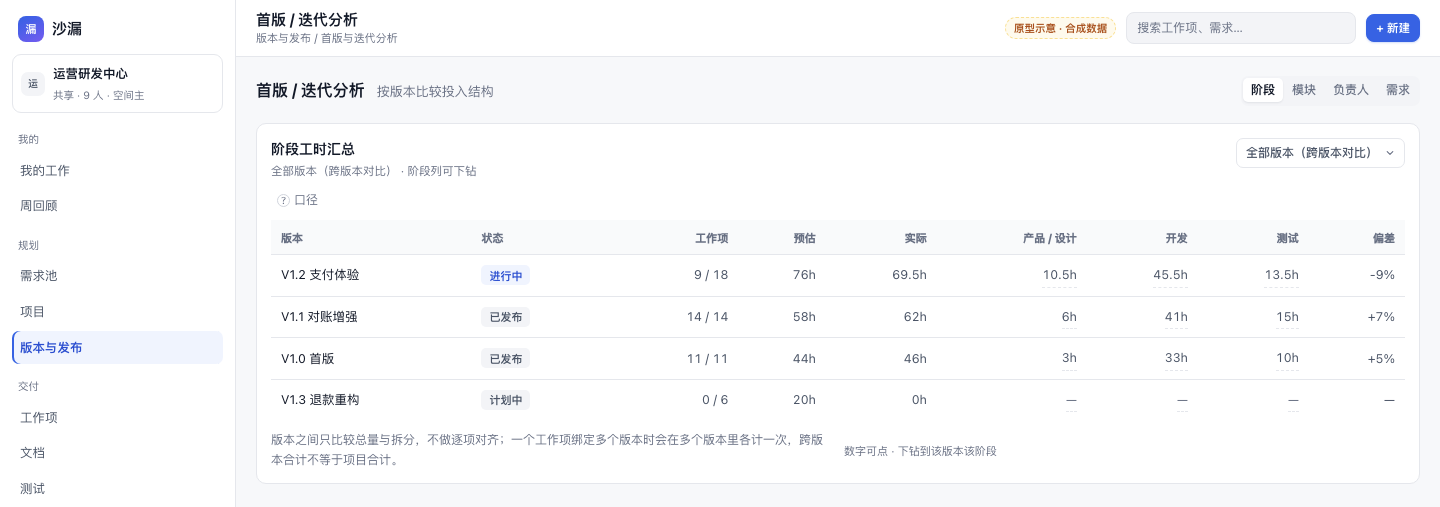 漏 沙漏
运 运营研发中心
共享 · 9 人 · 空间主
我的
我的工作
周回顾
规划
需求池
项目
版本与发布
交付
工作项
文档
测试
首版 / 迭代分析
版本与发布 / 首版与迭代分析
原型示意 · 合成数据
搜索工作项、需求...
+ 新建
首版 / 迭代分析 按版本比较投入结构
阶段 模块 负责人 需求
阶段工时汇总
全部版本（跨版本对比） · 阶段列可下钻
全部版本（跨版本对比）
? 口径
版本 状态 工作项 预估 实际 产品 / 设计 开发 测试 偏差
V1.2 支付体验 进行中 9 / 18 76h 69.5h 10.5h 45.5h 13.5h -9%
V1.1 对账增强 已发布 14 / 14 58h 62h 6h 41h 15h +7%
V1.0 首版 已发布 11 / 11 44h 46h 3h 33h 10h +5%
V1.3 退款重构 计划中 0 / 6 20h 0h — — — —
版本之间只比较总量与拆分，不做逐项对齐；一个工作项绑定多个版本时会在多个版本里各计一次，跨版
本合计不等于项目合计。
数字可点 · 下钻到该版本该阶段